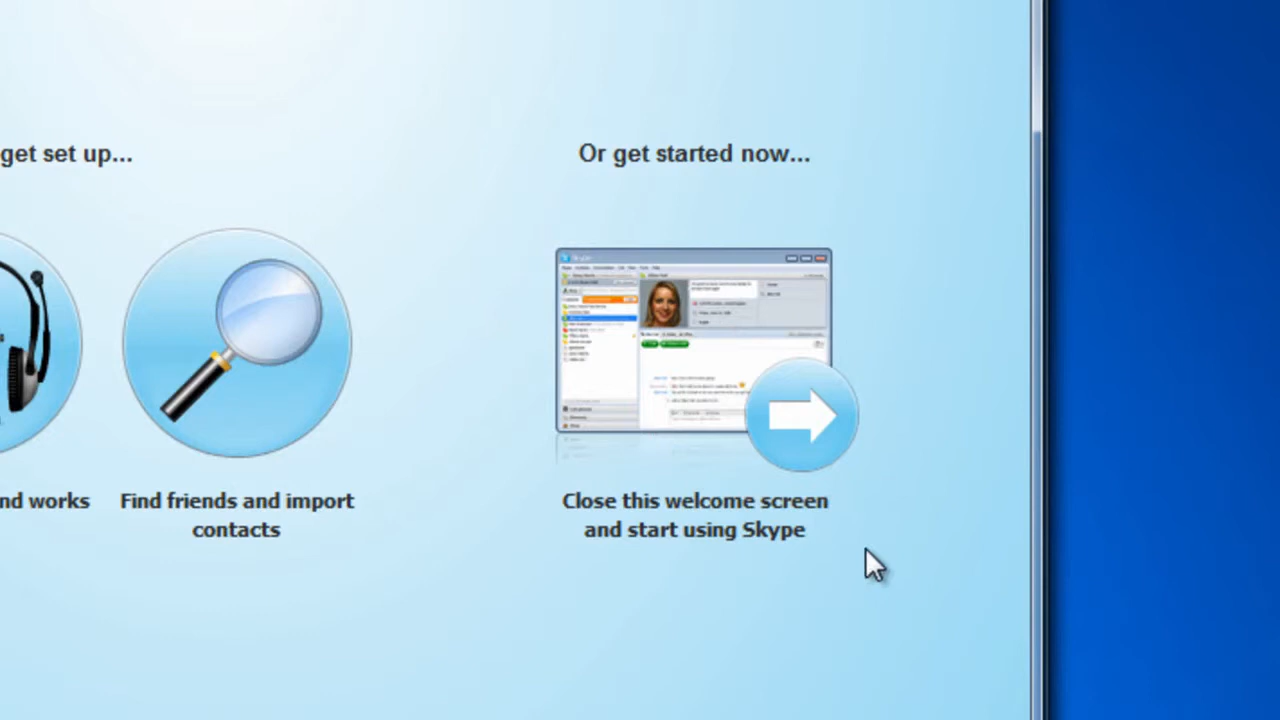 get set up...
Or get started now...
nd works
Find friends and import
contacts
Close this welcome screen
and start using Skype